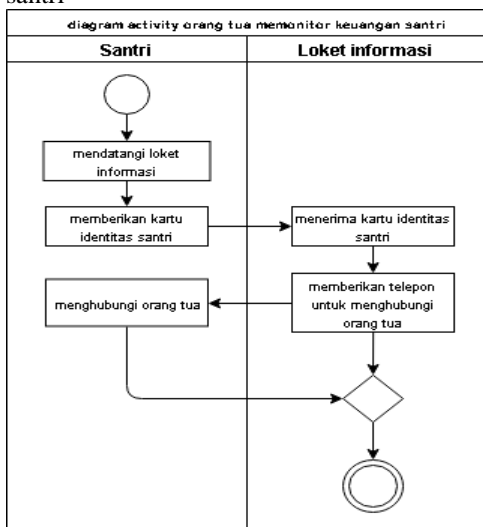 santri
diagram activity orang tua memonitor keuangan santri
Santri
Loket informasi
mendatangi loket
informasi
memberikan kartu
identitas santri
menerima kartu identitas
santri
memberikan telepon
untuk menghubungi
orang tua
menghubungi orang tua